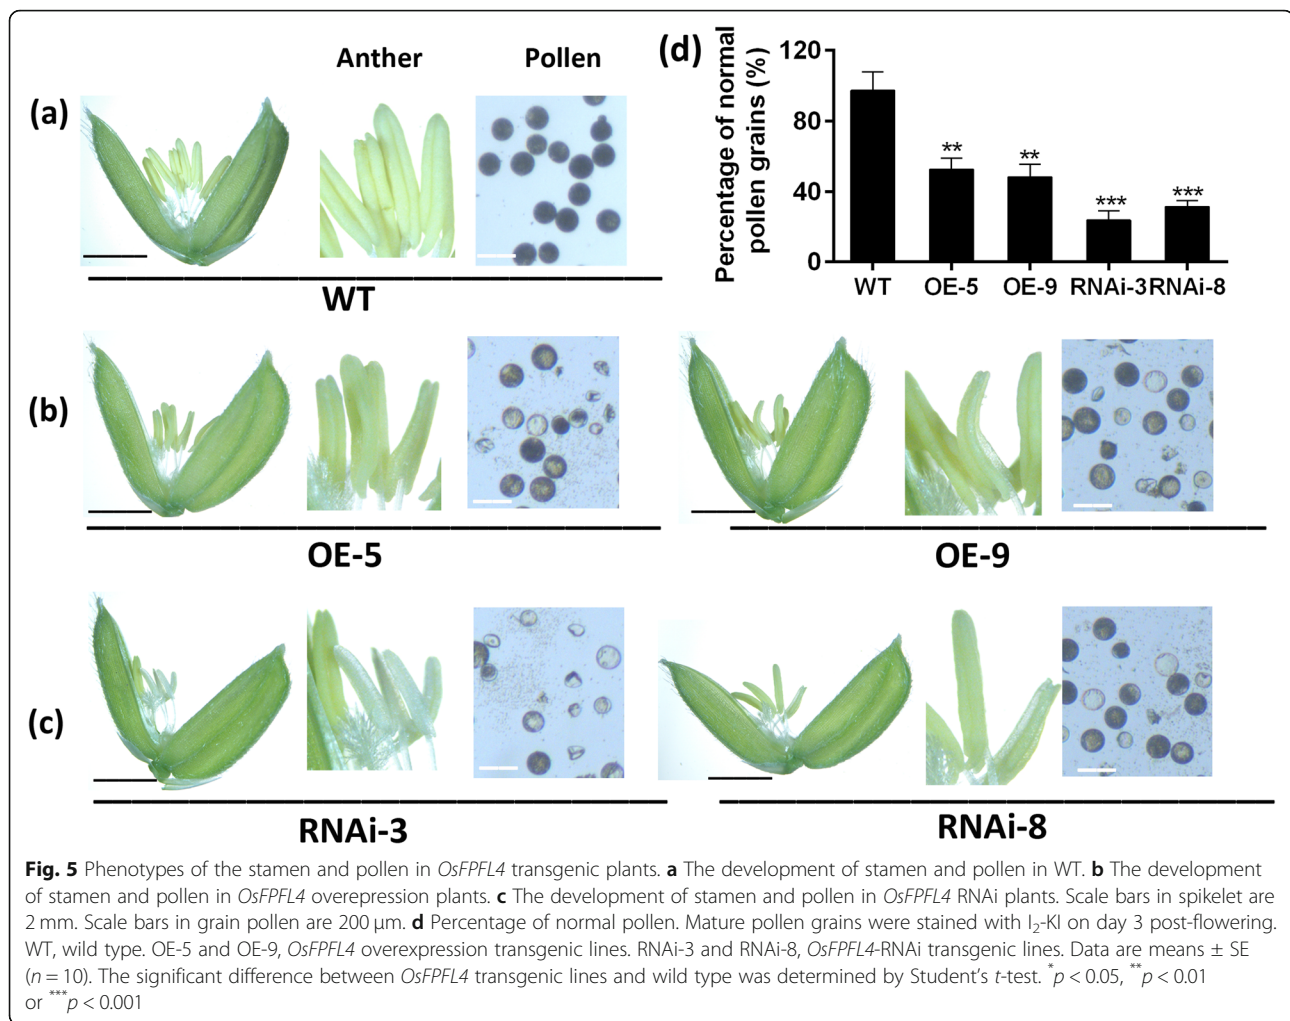 Anther Pollen
(a)
WT
(d)
Percentage of normal
pollen grains (%)
120
80
40
0
** ** *** ***
WT OE-5 OE-9 RNAi-3 RNAi-8
(b)
OE-5 OE-9
(c)
RNAi-3 RNAi-8
Fig. 5 Phenotypes of the stamen and pollen in OsFPFL4 transgenic plants. a The development of stamen and pollen in WT. b The development
of stamen and pollen in OsFPFL4 overepression plants. c The development of stamen and pollen in OsFPFL4 RNAi plants. Scale bars in spikelet are
2 mm. Scale bars in grain pollen are 200 μm. d Percentage of normal pollen. Mature pollen grains were stained with I₂-KI on day 3 post-flowering.
WT, wild type. OE-5 and OE-9, OsFPFL4 overexpression transgenic lines. RNAi-3 and RNAi-8, OsFPFL4-RNAi transgenic lines. Data are means ± SE
(n = 10). The significant difference between OsFPFL4 transgenic lines and wild type was determined by Student's t-test. *p < 0.05, **p < 0.01
or ***p < 0.001